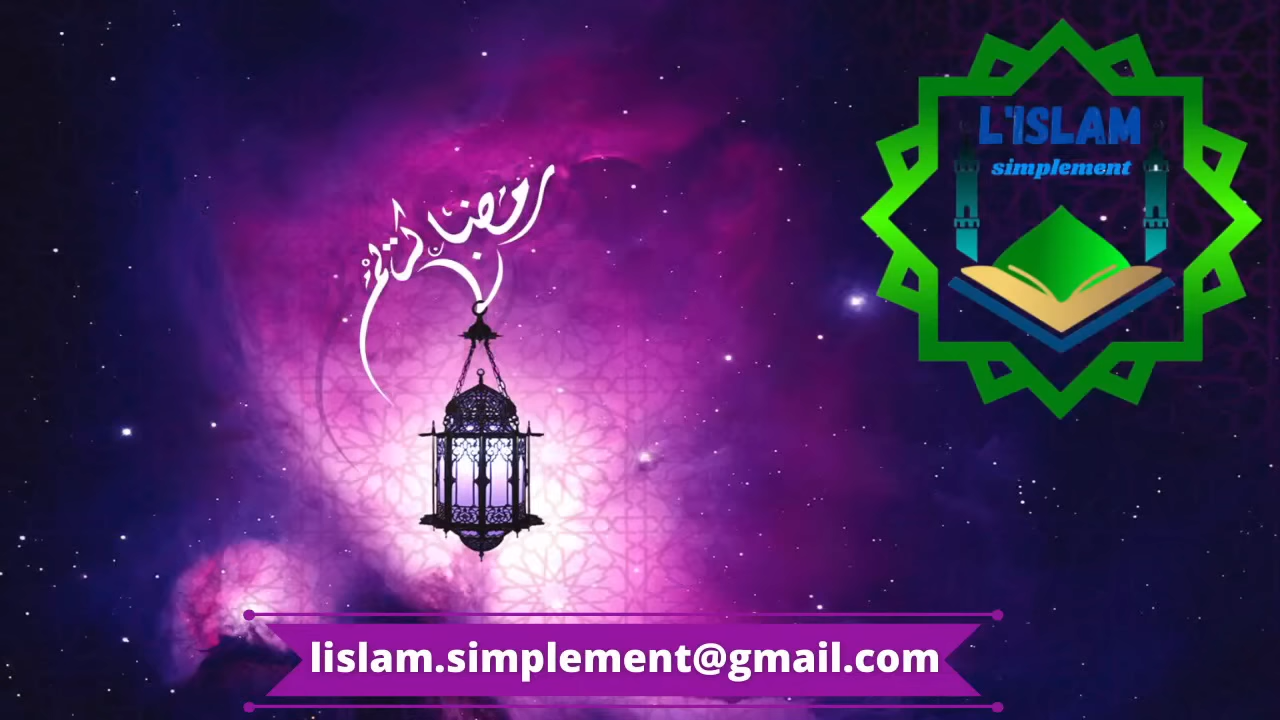 رمضان كريم
L'ISLAM
simplement
lislam.simplement@gmail.com